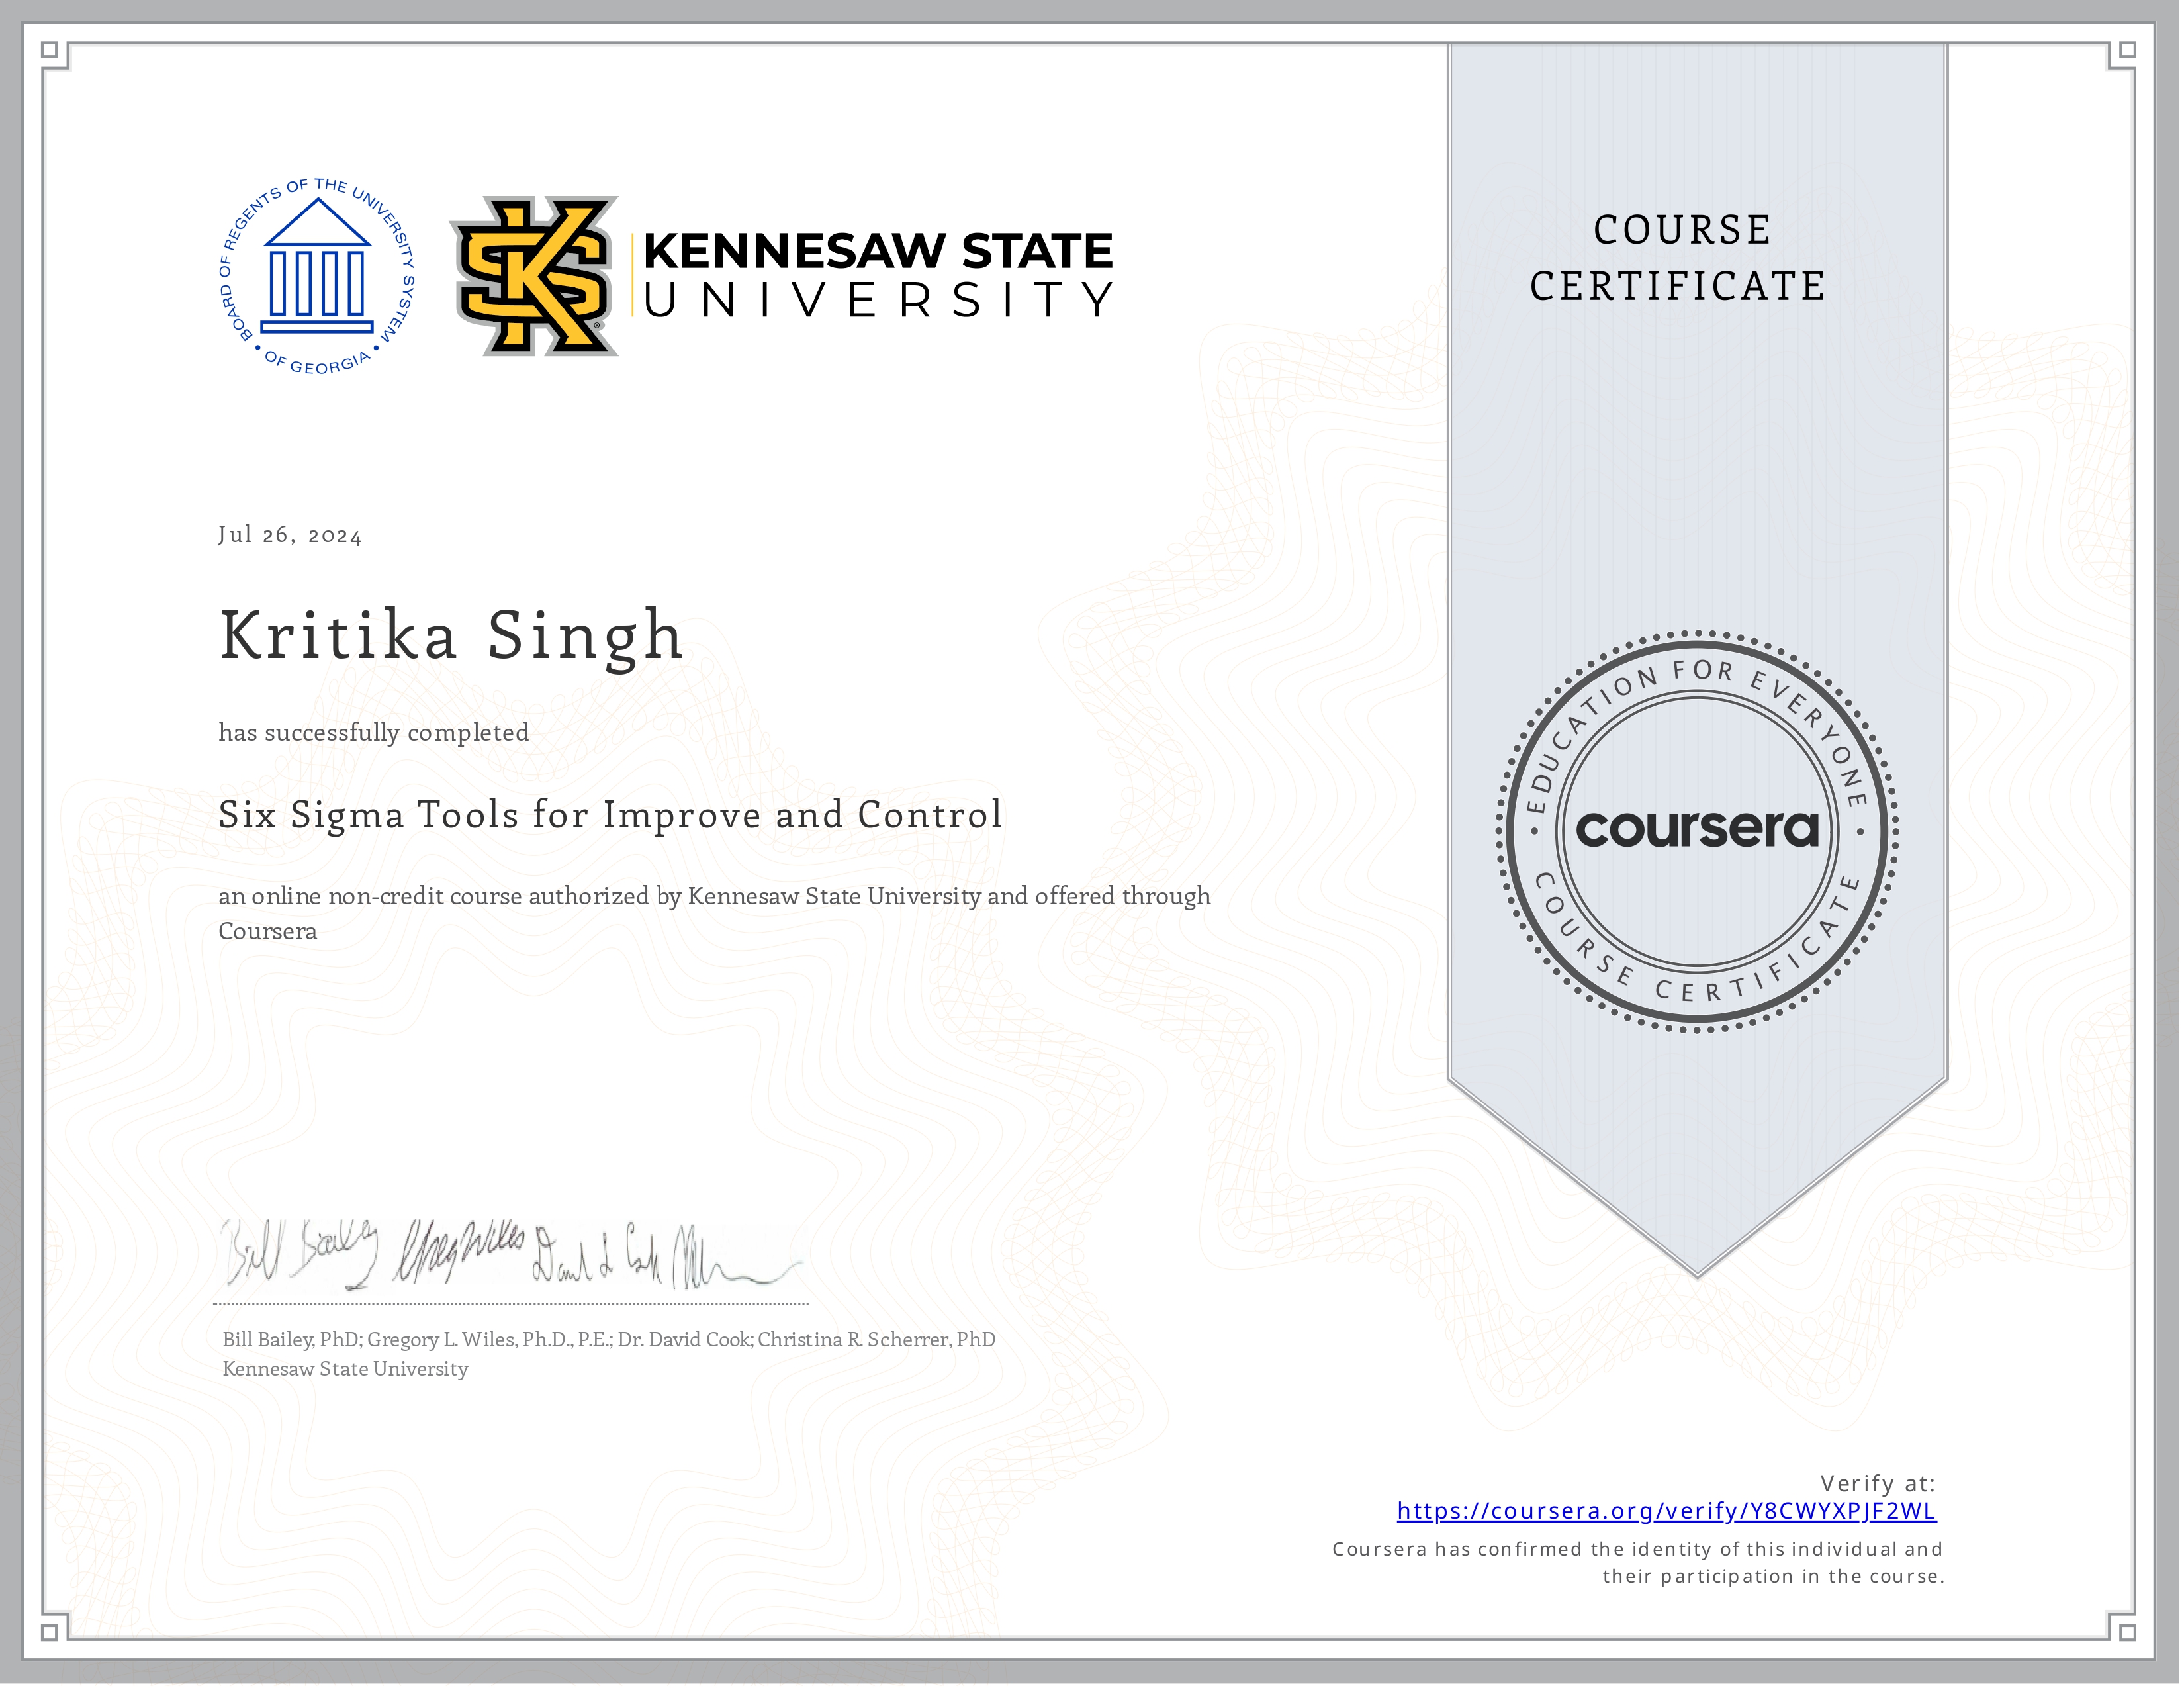 BOARD OF REGENTS OF THE UNIVERSITY SYSTEM
• OF GEORGIA •
KS
®
KENNESAW STATE
UNIVERSITY
COURSE
CERTIFICATE
Jul 26, 2024
Kritika Singh
has successfully completed
Six Sigma Tools for Improve and Control
an online non-credit course authorized by Kennesaw State University and offered through
Coursera
EDUCATION FOR EVERYONE
coursera
COURSE CERTIFICATE
Bill Bailey Greg Wiles David L Cook
Bill Bailey, PhD; Gregory L. Wiles, Ph.D., P.E.; Dr. David Cook; Christina R. Scherrer, PhD
Kennesaw State University
Verify at:
https://coursera.org/verify/Y8CWYXPJF2WL
Coursera has confirmed the identity of this individual and
their participation in the course.